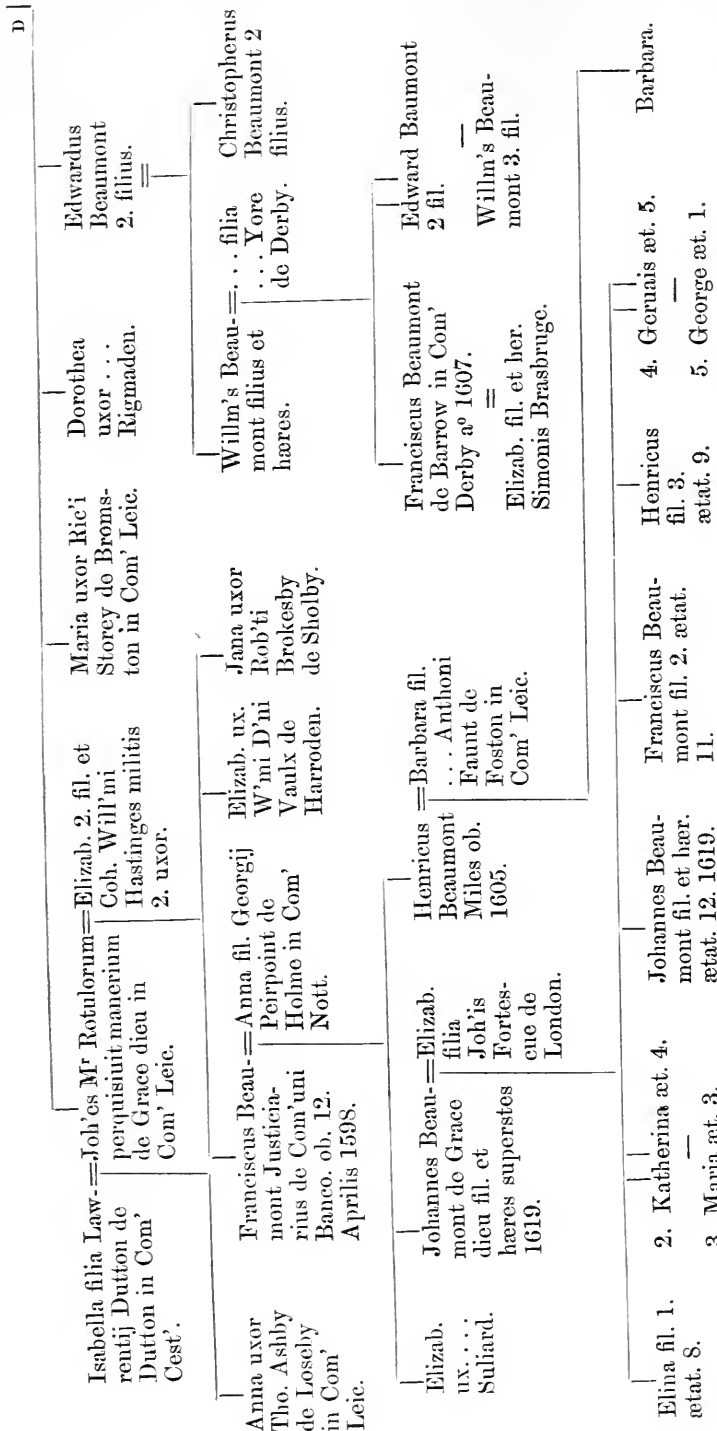 D
Isabella filia Law-
rentij Dutton de
Dutton in Com'
Cest'.
=Joh'es Mr Rotulorum=
perquisiuit manerium
de Grace dieu in
Com' Leic.
Elizab. 2. fil. et
Coh. Will'mi
Hastinges militis
2. uxor.
Maria uxor Ric'i
Storey de Broms-
ton in Com' Leic.
Dorothea
uxor . . .
Rigmaden.
Edwardus
Beaumont
2. filius.
=
Anna uxor
Tho. Ashby
de Loseby
in Com'
Leic.
Franciscus Beau-=
mont Justicia-
rius de Com'uni
Banco. ob. 12.
Aprilis 1598.
Anna fil. Georgij
Peirpoint de
Holme in Com'
Nott.
Elizab. ux.
W'mi D'ni
Vaulx de
Harroden.
Jana uxor
Rob'ti
Brokesby
de Sholby.
Willm's Beau-=
mont filius et
hæres.
. . . filia
. . . Yore
de Derby.
Christopherus
Beaumont 2
filius.
Elizab.
ux. . . .
Suliard.
Johannes Beau-=
mont de Grace
dieu fil. et
hæres superstes
1619.
Elizab.
filia
Joh'is
Fortes-
cue de
London.
Henricus
Beaumont
Miles ob.
1605.
=Barbara fil.
. . . Anthoni
Faunt de
Foston in
Com' Leic.
Franciscus Beaumont
de Barrow in Com'
Derby ao 1607.
=
Elizab. fil. et her.
Simonis Brasbruge.
Edward Baumont
2 fil.
—
Willm's Beau-
mont 3. fil.
Elina fil. 1.
ætat. 8.
2. Katherina æt. 4.
—
3. Maria æt. 3.
Johannes Beau-
mont fil. et hær.
ætat. 12. 1619.
Franciscus Beau-
mont fil. 2. ætat.
11.
Henricus
fil. 3.
ætat. 9.
4. Geruais æt. 5.
—
5. George æt. 1.
Barbara.